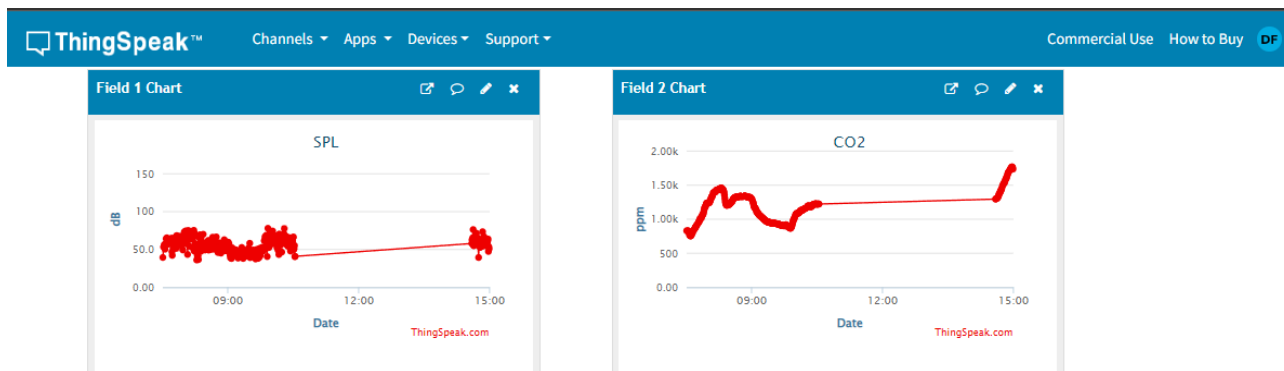 ThingSpeak™ Channels Apps Devices Support Commercial Use How to Buy DF
Field 1 Chart
SPL
150
100
50.0
0.00
dB
09:00 12:00 15:00
Date
ThingSpeak.com
Field 2 Chart
CO2
2.00k
1.50k
1.00k
500
0.00
ppm
09:00 12:00 15:00
Date
ThingSpeak.com